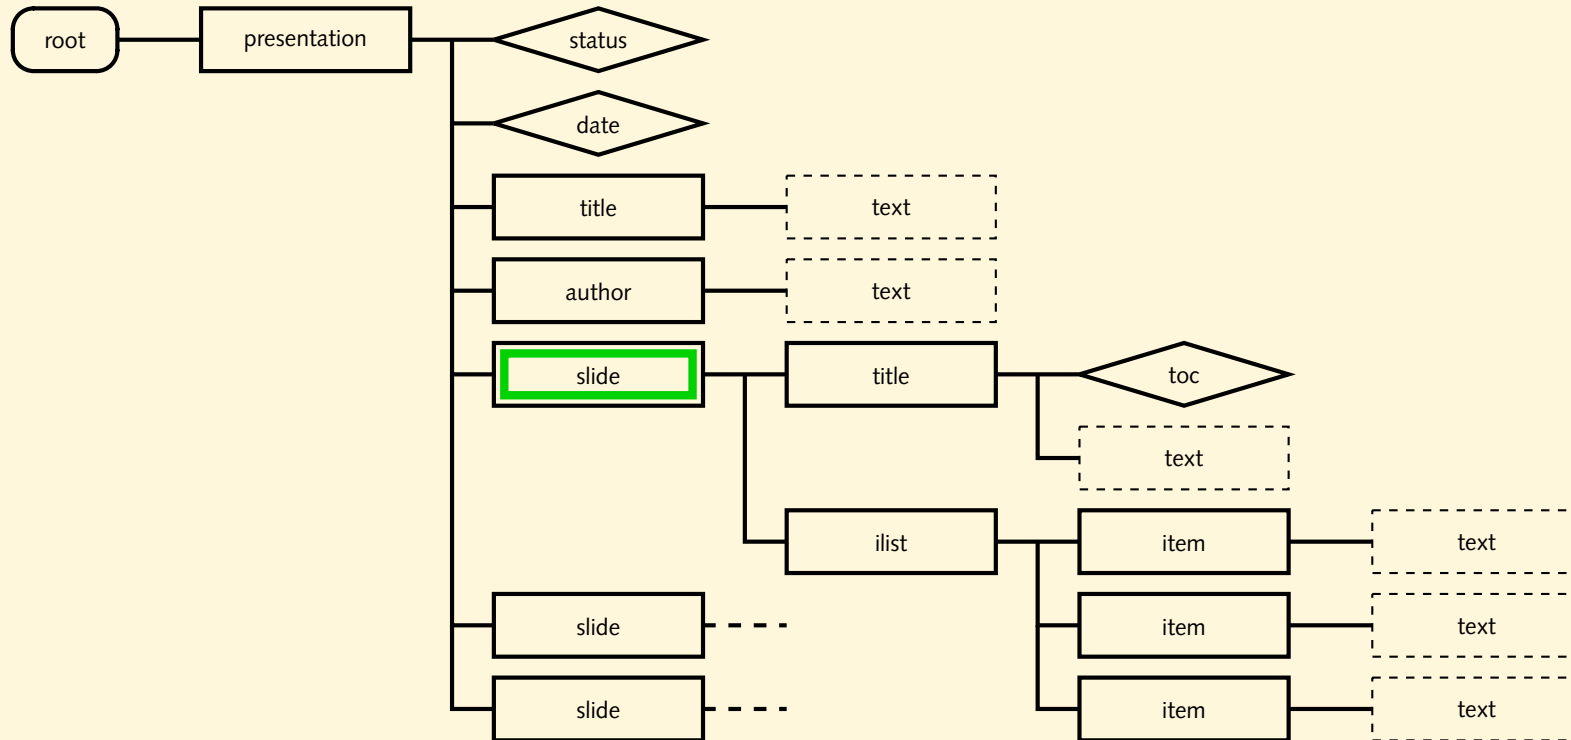 root
presentation
status
date
title
text
author
text
slide
title
toc
text
ilist
item
text
slide
item
text
slide
item
text